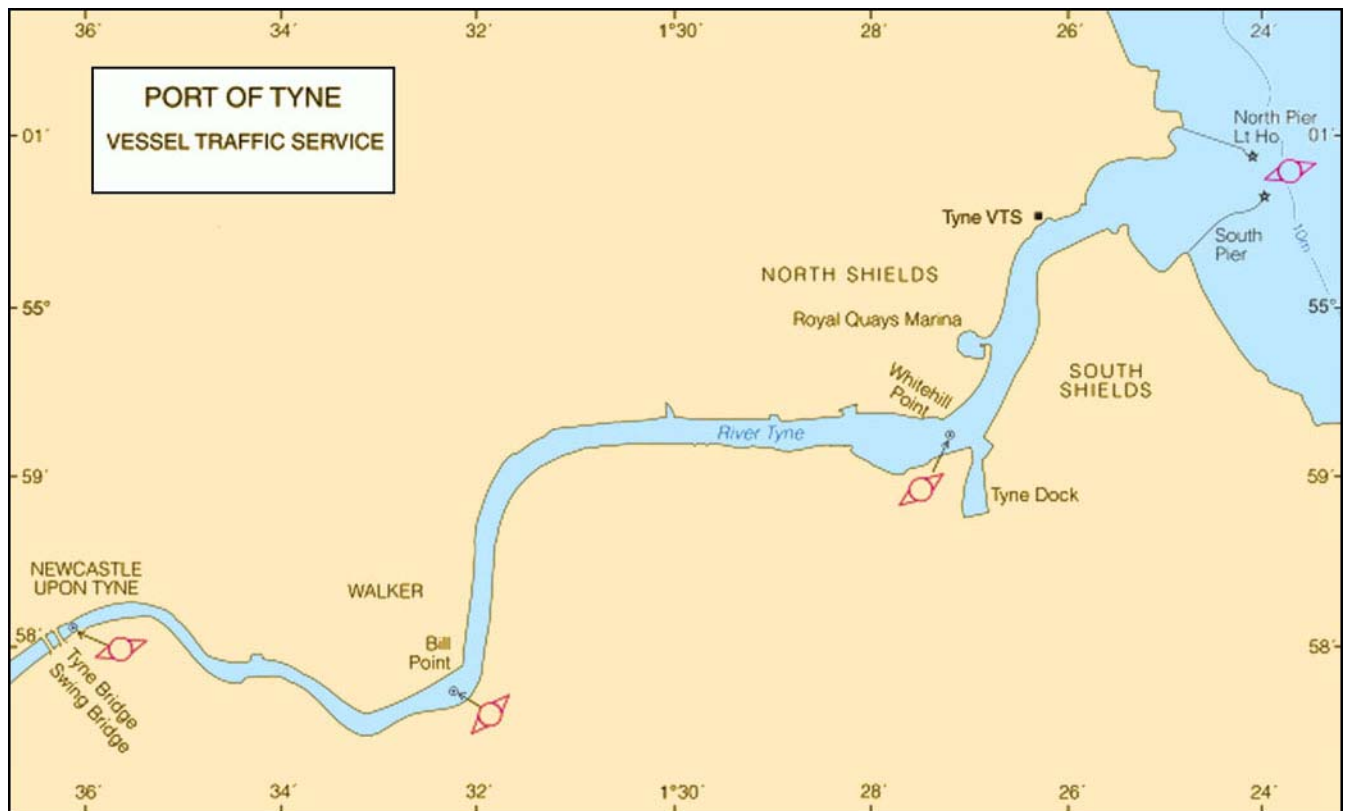 36´ 34´ 32´ 1°30´ 28´ 26´ 24´
PORT OF TYNE
VESSEL TRAFFIC SERVICE
North Pier
Lt Ho
01´ 01´
Tyne VTS
South
Pier
10m
NORTH SHIELDS
55° 55°
Royal Quays Marina
SOUTH
SHIELDS
Whitehill
Point
River Tyne
59´ 59´
Tyne Dock
NEWCASTLE
UPON TYNE
WALKER
58´ 58´
Bill
Point
Tyne Bridge
Swing Bridge
36´ 34´ 32´ 1°30´ 28´ 26´ 24´